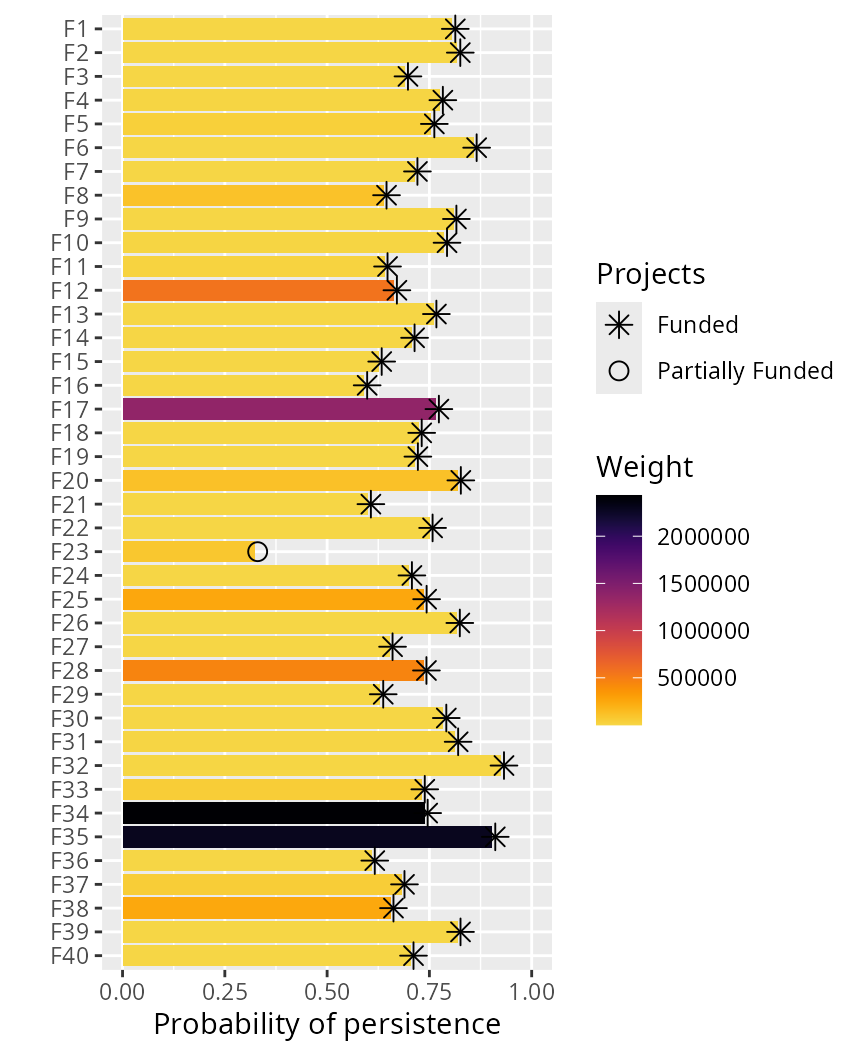 F1
F2
F3
F4
F5
F6
F7
F8
F9
F10
F11
F12
F13
F14
F15
F16
F17
F18
F19
F20
F21
F22
F23
F24
F25
F26
F27
F28
F29
F30
F31
F32
F33
F34
F35
F36
F37
F38
F39
F40
0.00 0.25 0.50 0.75 1.00
Probability of persistence
Projects
Funded
Partially Funded
Weight
2000000
1500000
1000000
500000